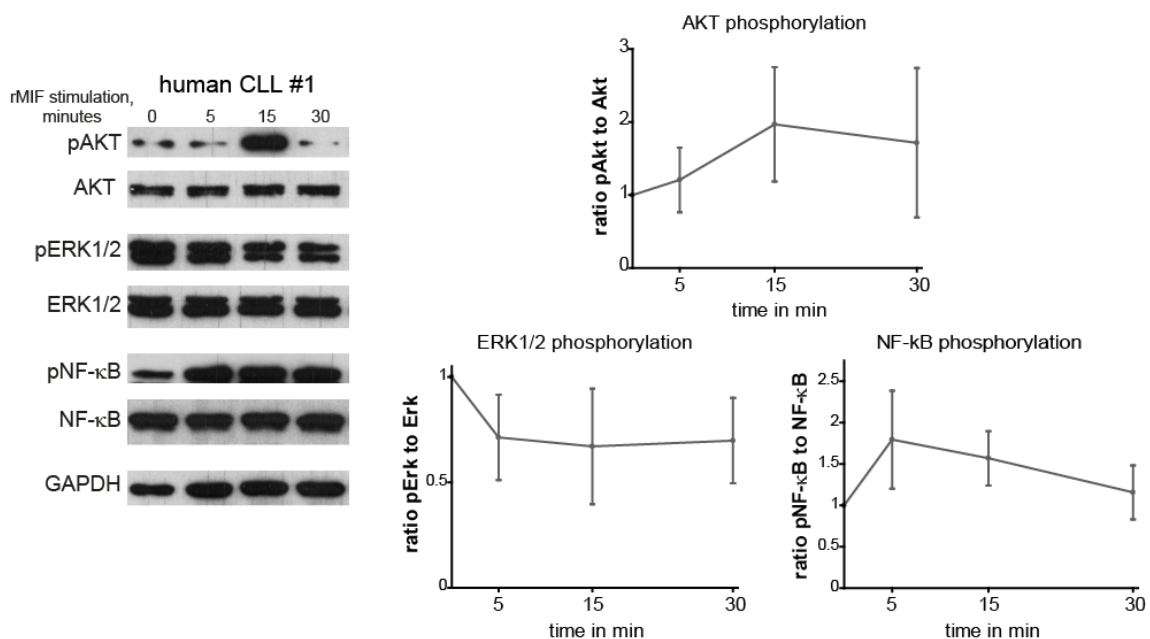 human CLL #1
rMIF stimulation,
minutes
0 5 15 30
pAKT
AKT
pERK1/2
ERK1/2
pNF-κB
NF-κB
GAPDH
AKT phosphorylation
ratio pAkt to Akt
3
2
1
0
5 15 30
time in min
ERK1/2 phosphorylation
ratio pErk to Erk
1
0.5
0
5 15 30
time in min
NF-kB phosphorylation
ratio pNF-κB to NF-κB
2.5
2
1.5
1
0.5
0
5 15 30
time in min